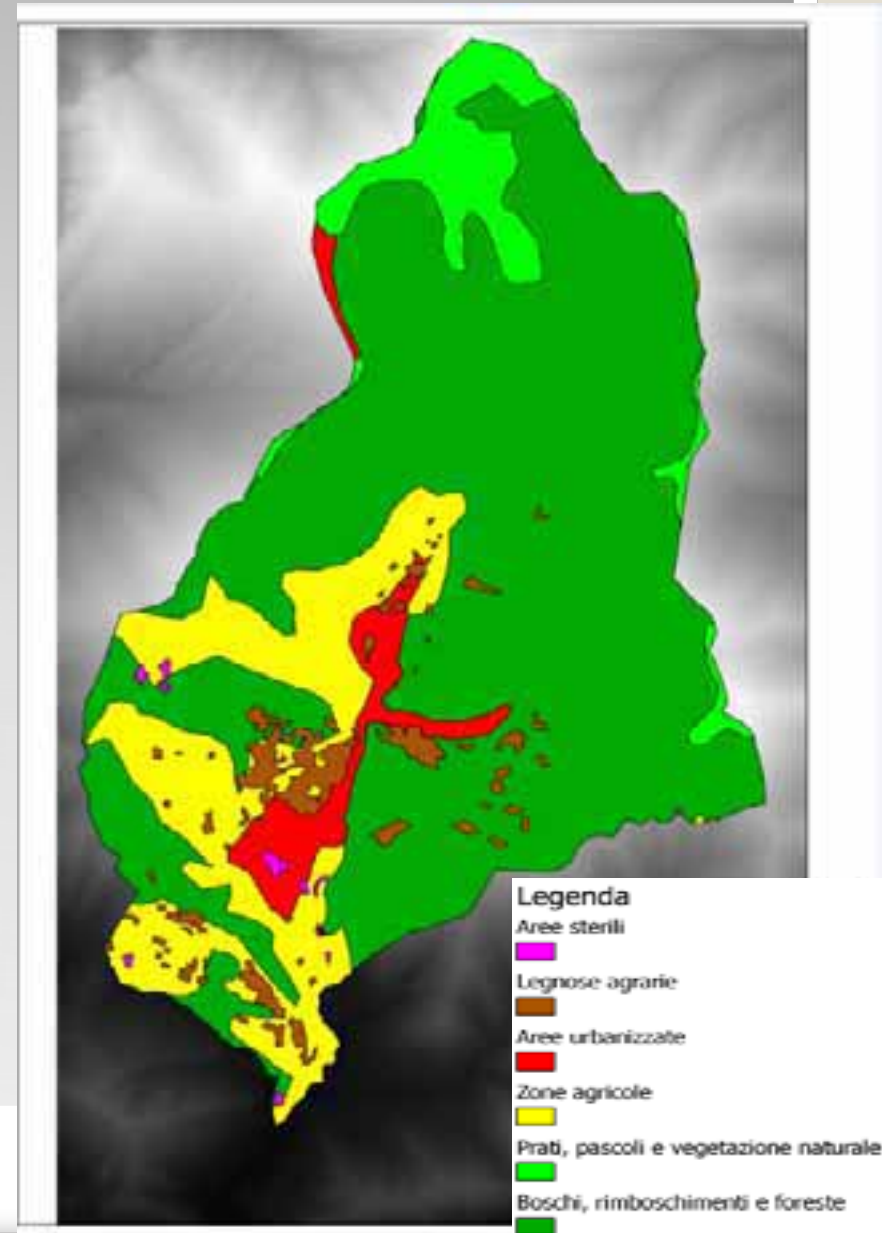 Legenda
Aree sterili
Legnose agrarie
Aree urbanizzate
Zone agricole
Prati, pascoli e vegetazione naturale
Boschi, rimboschimenti e foreste